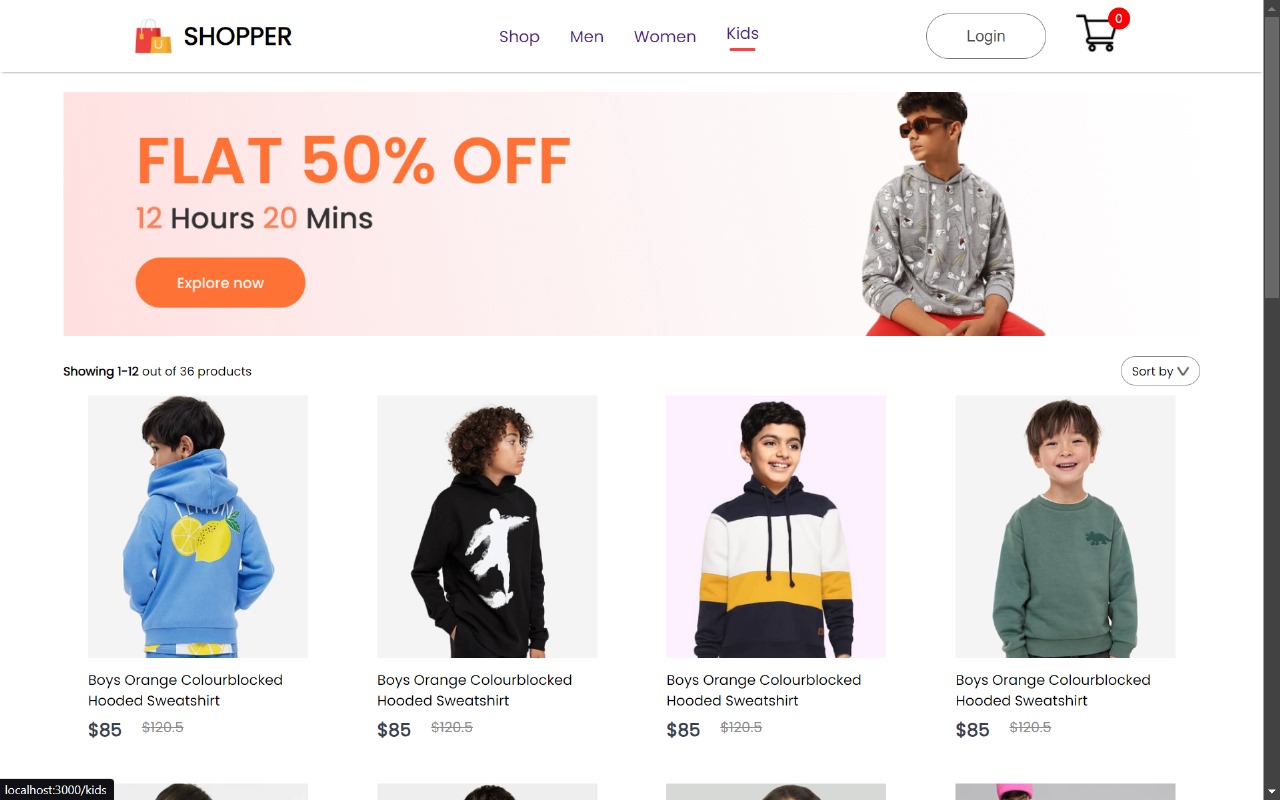 SHOPPER
Shop Men Women Kids
Login
0
FLAT 50% OFF
12 Hours 20 Mins
Explore now
Showing 1-12 out of 36 products
Sort by
LEMON
Boys Orange Colourblocked
Hooded Sweatshirt
$85 $120.5
Boys Orange Colourblocked
Hooded Sweatshirt
$85 $120.5
Boys Orange Colourblocked
Hooded Sweatshirt
$85 $120.5
Boys Orange Colourblocked
Hooded Sweatshirt
$85 $120.5
localhost:3000/kids